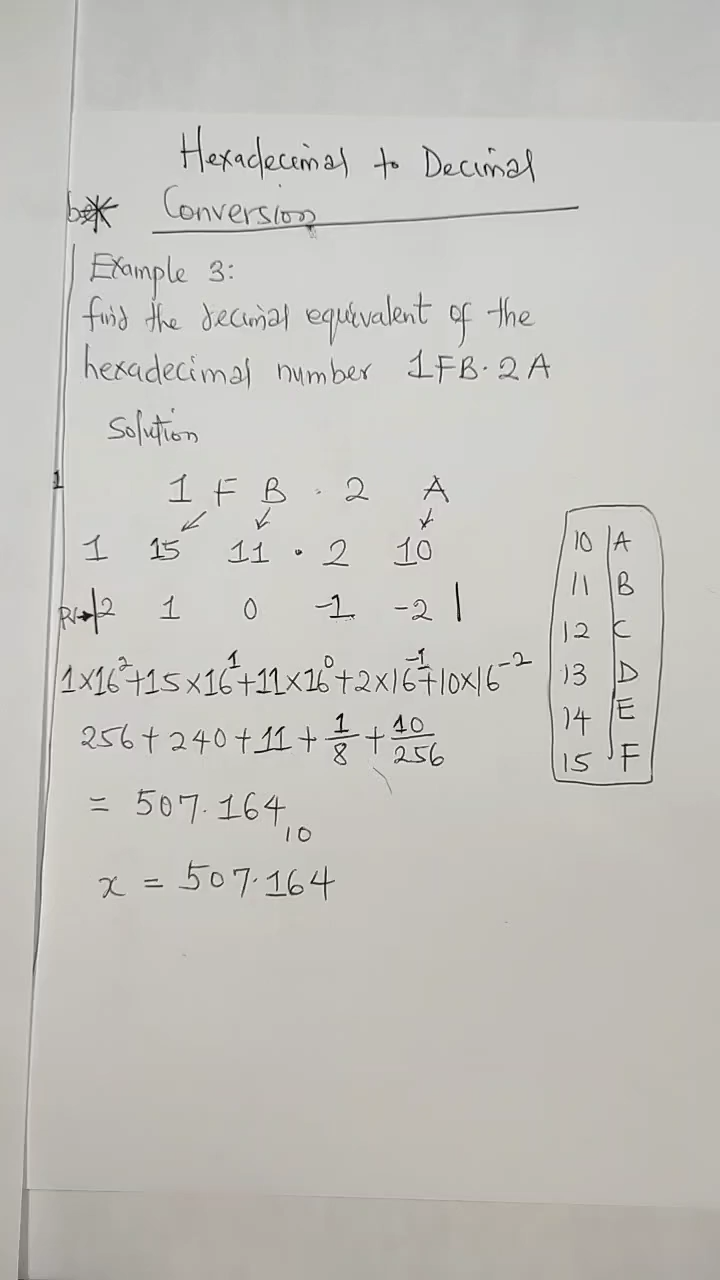 Hexadecimal to Decimal
Conversion
Example 3:
find the decimal equivalent of the
hexadecimal number 1FB.2A
Solution
1 F B . 2 A
1 15 11 . 2 10
2 1 0 -1 -2
1×16²+15×16¹+11×16⁰+2×16⁻¹+10×16⁻²
256+240+11+1/8+10/256
= 507.164₁₀
x = 507.164
10 A
11 B
12 C
13 D
14 E
15 F